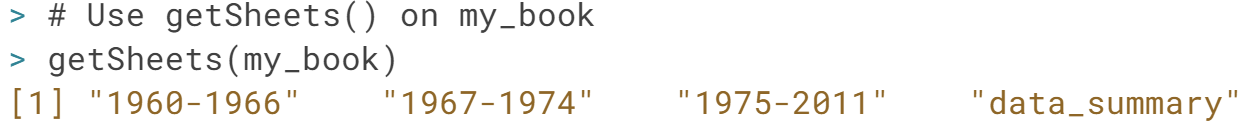 > # Use getSheets() on my_book
> getSheets(my_book)
[1] "1960-1966"    "1967-1974"    "1975-2011"    "data_summary"